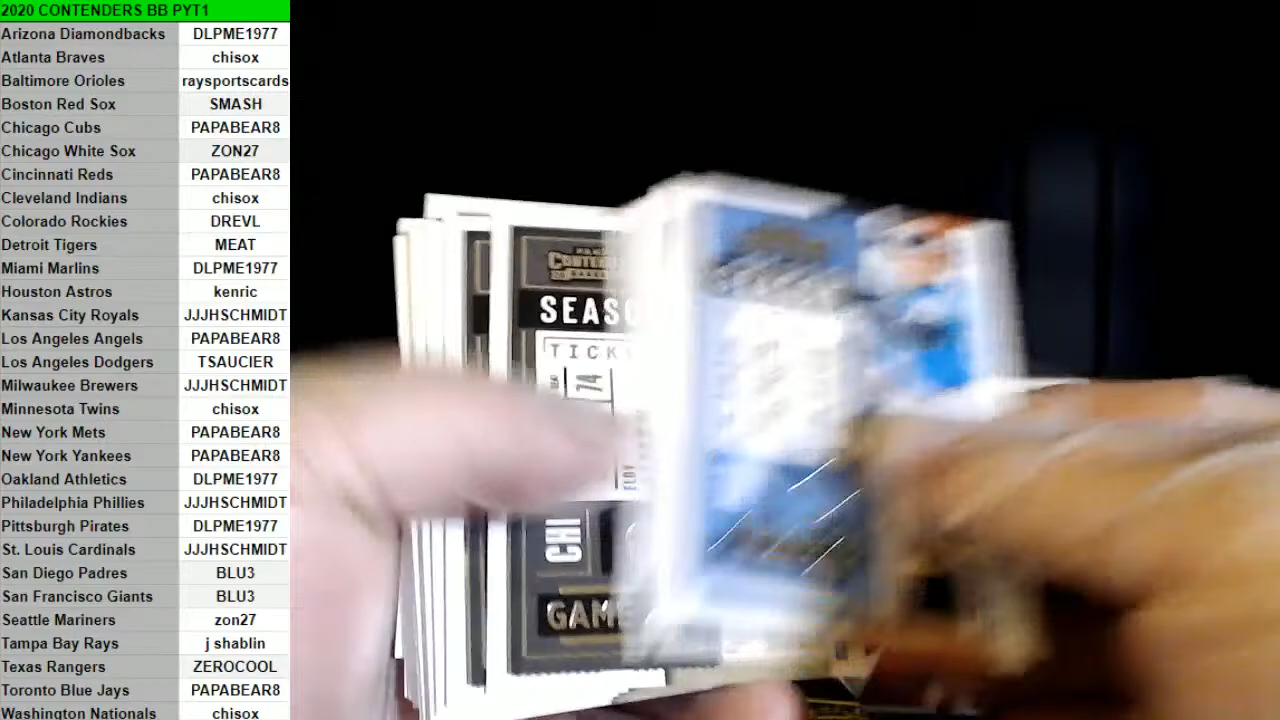 2020 CONTENDERS BB PYT1
Arizona Diamondbacks DLPME1977
Atlanta Braves chisox
Baltimore Orioles raysportscards
Boston Red Sox SMASH
Chicago Cubs PAPABEAR8
Chicago White Sox ZON27
Cincinnati Reds PAPABEAR8
Cleveland Indians chisox
Colorado Rockies DREVL
Detroit Tigers MEAT
Miami Marlins DLPME1977
Houston Astros kenric
Kansas City Royals JJJHSCHMIDT
Los Angeles Angels PAPABEAR8
Los Angeles Dodgers TSAUCIER
Milwaukee Brewers JJJHSCHMIDT
Minnesota Twins chisox
New York Mets PAPABEAR8
New York Yankees PAPABEAR8
Oakland Athletics DLPME1977
Philadelphia Phillies JJJHSCHMIDT
Pittsburgh Pirates DLPME1977
St. Louis Cardinals JJJHSCHMIDT
San Diego Padres BLU3
San Francisco Giants BLU3
Seattle Mariners zon27
Tampa Bay Rays j shablin
Texas Rangers ZEROCOOL
Toronto Blue Jays PAPABEAR8
Washington Nationals chisox
SEAS
TICK
74
CHI
GAM